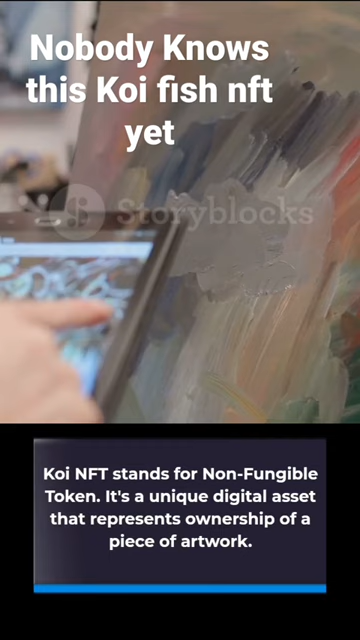 Nobody Knows
this Koi fish nft
yet
Storyblocks
Koi NFT stands for Non-Fungible
Token. It's a unique digital asset
that represents ownership of a
piece of artwork.